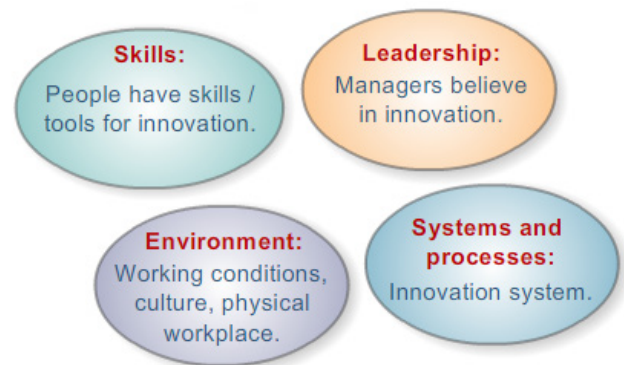 Skills:
People have skills /
tools for innovation.
Leadership:
Managers believe
in innovation.
Environment:
Working conditions,
culture, physical
workplace.
Systems and
processes:
Innovation system.